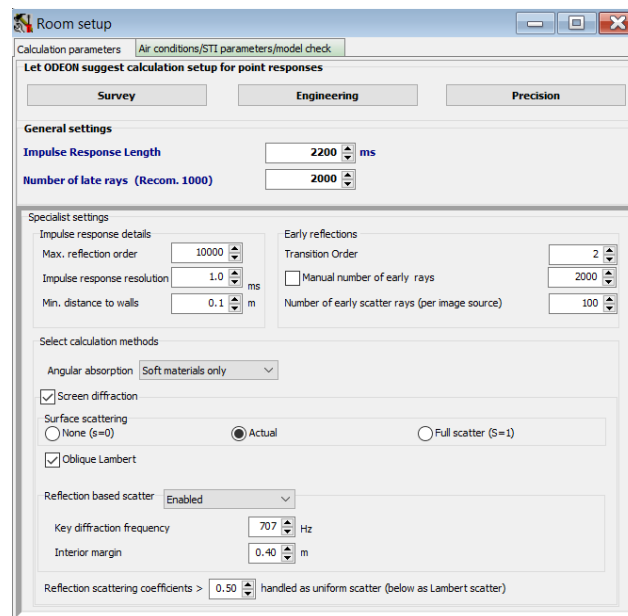 Room setup
Calculation parameters Air conditions/STI parameters/model check
Let ODEON suggest calculation setup for point responses
Survey Engineering Precision
General settings
Impulse Response Length 2200 ms
Number of late rays (Recom. 1000) 2000
Specialist settings
Impulse response details Early reflections
Max. reflection order 10000 Transition Order 2
Impulse response resolution 1.0 ms Manual number of early rays 2000
Min. distance to walls 0.1 m Number of early scatter rays (per image source) 100
Select calculation methods
Angular absorption Soft materials only
Screen diffraction
Surface scattering
None (s=0) Actual Full scatter (S=1)
Oblique Lambert
Reflection based scatter Enabled
Key diffraction frequency 707 Hz
Interior margin 0.40 m
Reflection scattering coefficients > 0.50 handled as uniform scatter (below as Lambert scatter)